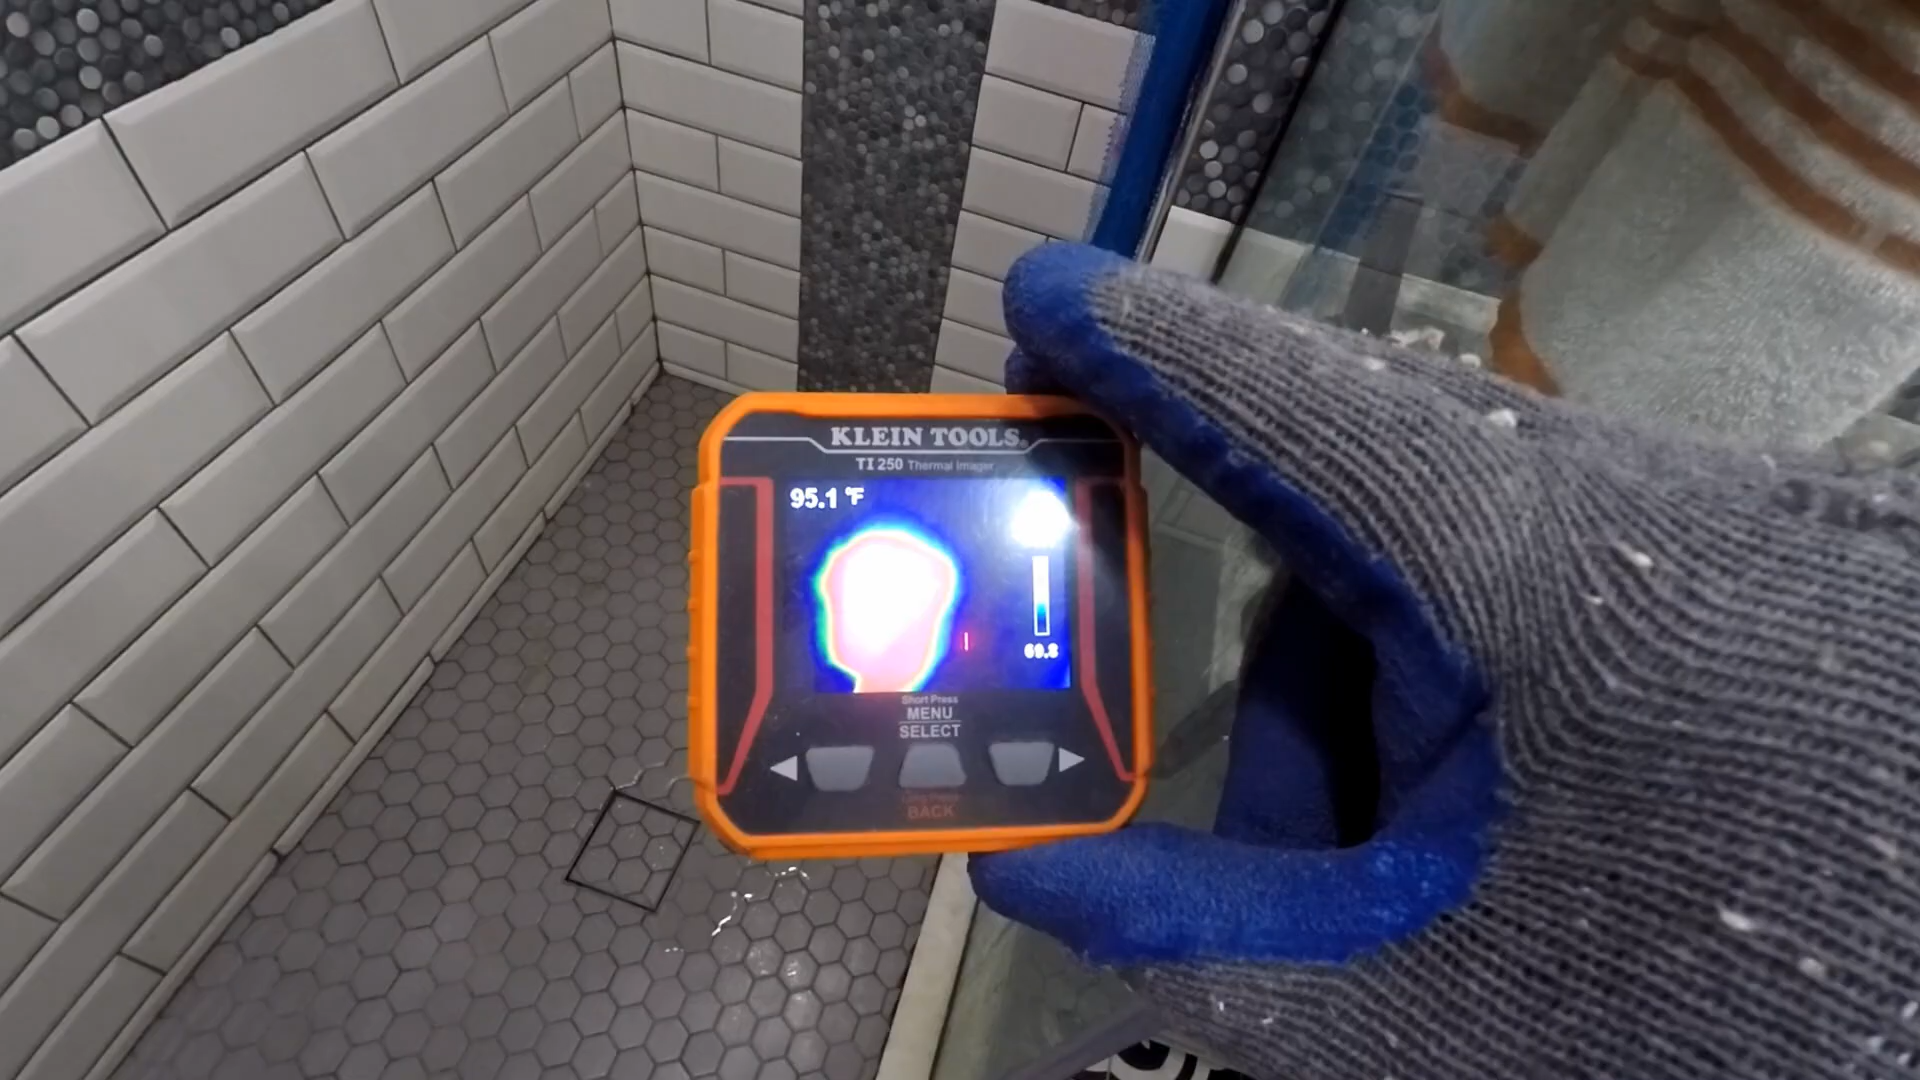 KLEIN TOOLS®
TI 250 Thermal Imager
95.1 °F
69.8
Short Press
MENU
SELECT
BACK